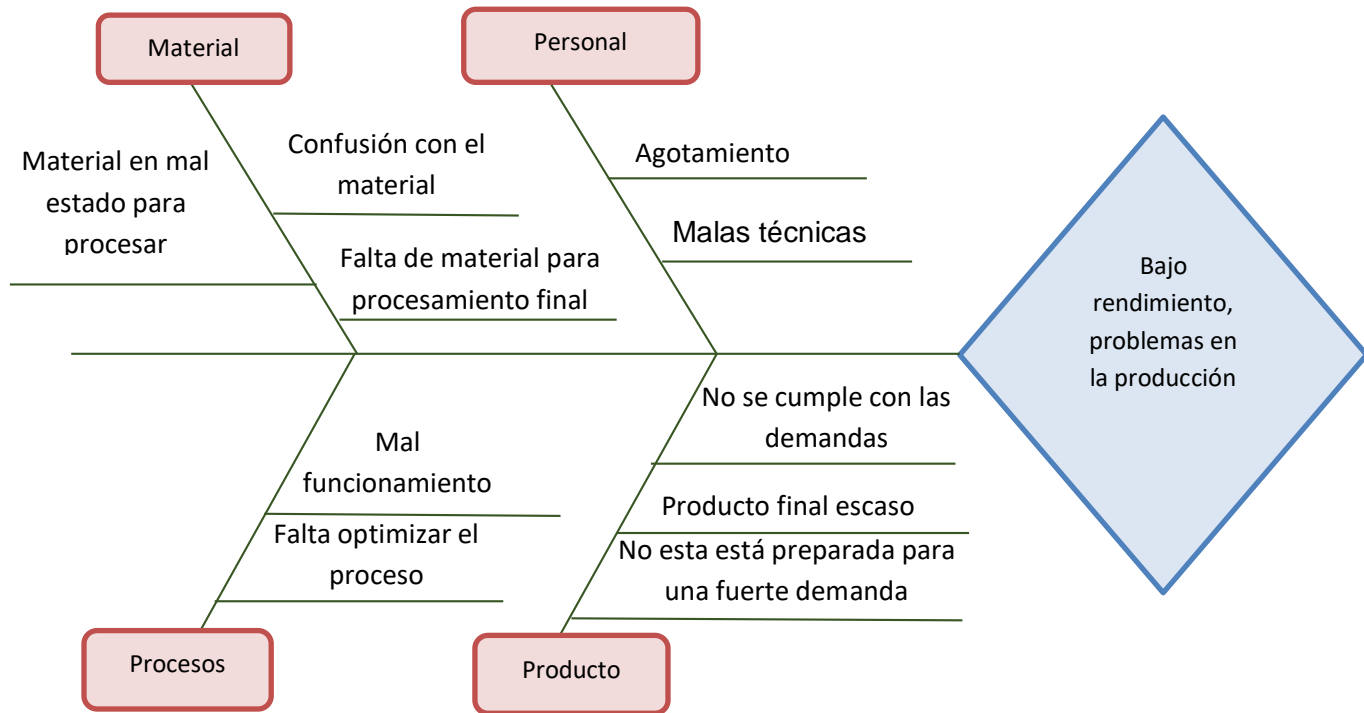 Material
Personal
Material en mal
estado para
procesar
Confusión con el
material
Falta de material para
procesamiento final
Agotamiento
Malas técnicas
Bajo
rendimiento,
problemas en
la producción
Mal
funcionamiento
Falta optimizar el
proceso
No se cumple con las
demandas
Producto final escaso
No esta está preparada para
una fuerte demanda
Procesos
Producto